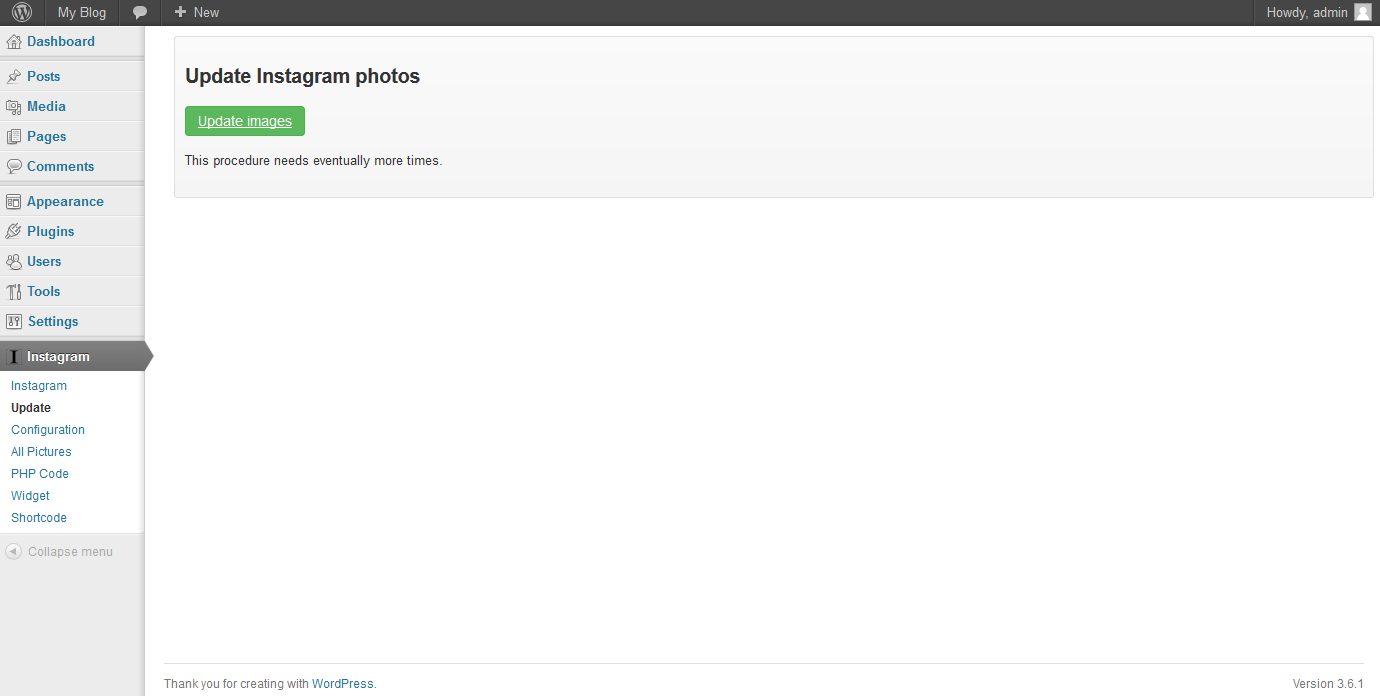 My Blog
New
Howdy, admin
Dashboard
Posts
Media
Pages
Comments
Appearance
Plugins
Users
Tools
Settings
Instagram
Instagram
Update
Configuration
All Pictures
PHP Code
Widget
Shortcode
Collapse menu
Update Instagram photos
Update images
This procedure needs eventually more times.
Thank you for creating with WordPress.
Version 3.6.1